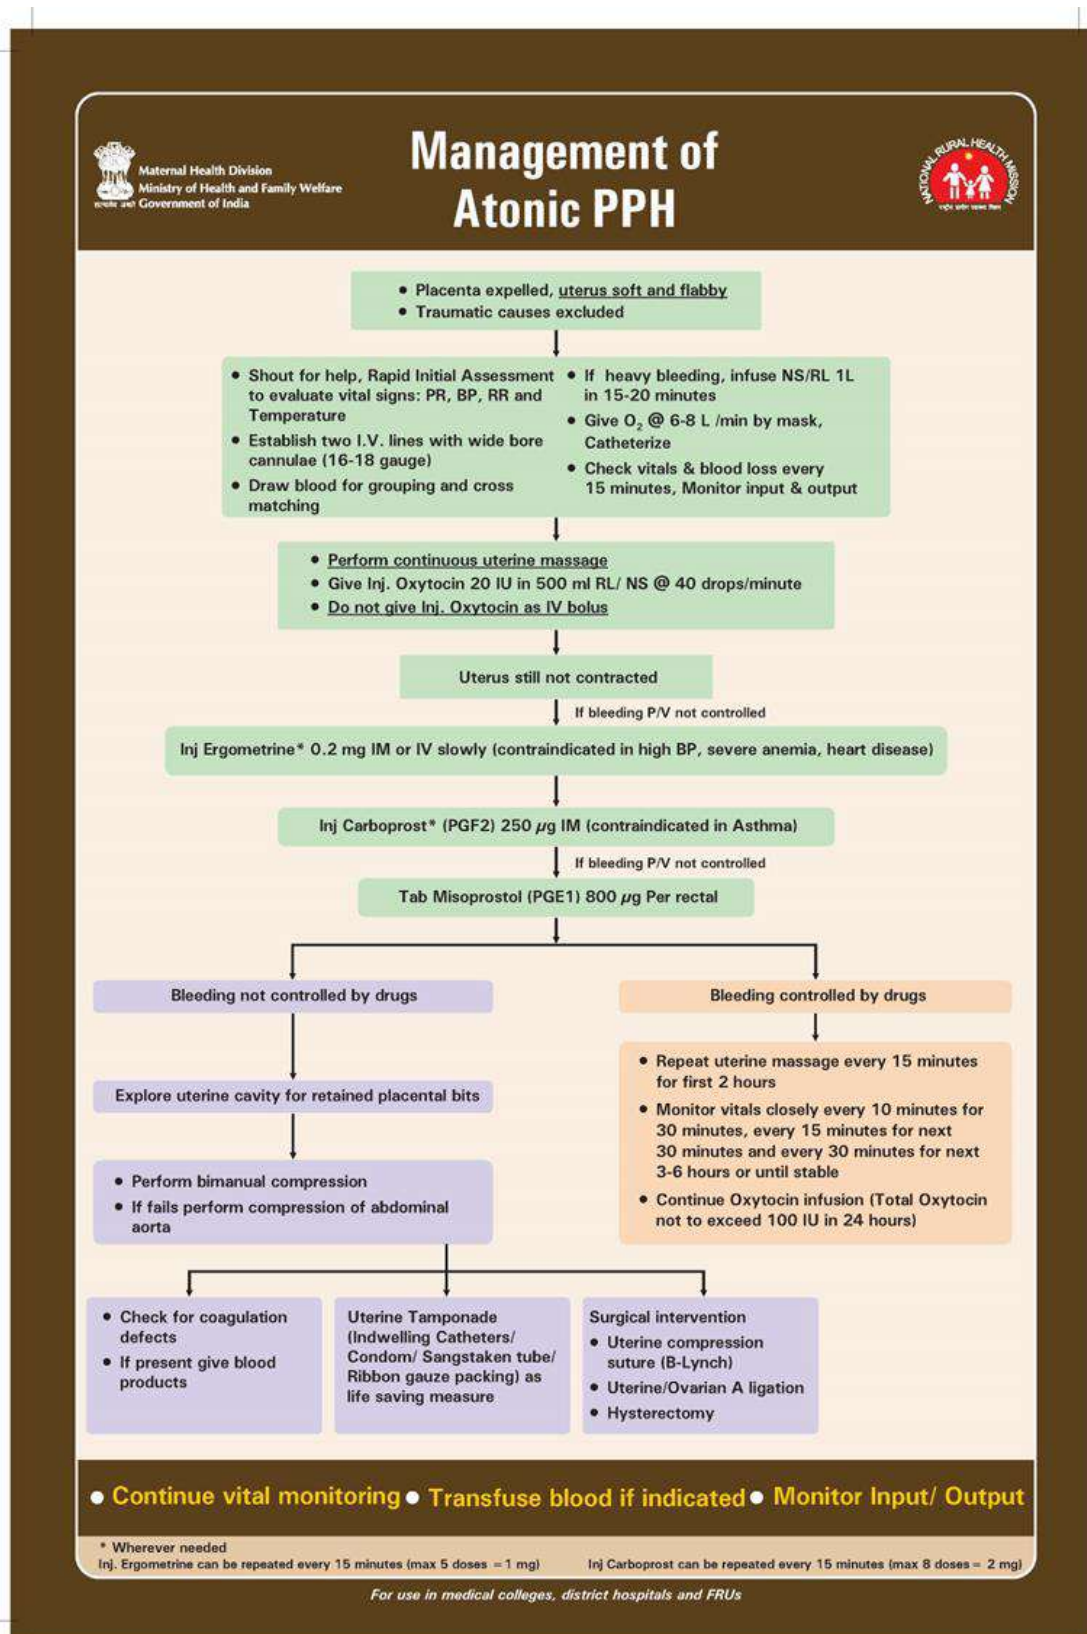 Management of
Atonic PPH
Maternal Health Division
Ministry of Health and Family Welfare
सत्यमेव जयते Government of India
NATIONAL RURAL HEALTH MISSION
राष्ट्रीय ग्रामीण स्वास्थ्य मिशन
• Placenta expelled, uterus soft and flabby
• Traumatic causes excluded
• Shout for help, Rapid Initial Assessment
to evaluate vital signs: PR, BP, RR and
Temperature
• Establish two I.V. lines with wide bore
cannulae (16-18 gauge)
• Draw blood for grouping and cross
matching
• If heavy bleeding, infuse NS/RL 1L
in 15-20 minutes
• Give O₂ @ 6-8 L /min by mask,
Catheterize
• Check vitals & blood loss every
15 minutes, Monitor input & output
• Perform continuous uterine massage
• Give Inj. Oxytocin 20 IU in 500 ml RL/ NS @ 40 drops/minute
• Do not give Inj. Oxytocin as IV bolus
Uterus still not contracted
If bleeding P/V not controlled
Inj Ergometrine* 0.2 mg IM or IV slowly (contraindicated in high BP, severe anemia, heart disease)
Inj Carboprost* (PGF2) 250 µg IM (contraindicated in Asthma)
If bleeding P/V not controlled
Tab Misoprostol (PGE1) 800 µg Per rectal
Bleeding not controlled by drugs
Explore uterine cavity for retained placental bits
• Perform bimanual compression
• If fails perform compression of abdominal
aorta
Bleeding controlled by drugs
• Repeat uterine massage every 15 minutes
for first 2 hours
• Monitor vitals closely every 10 minutes for
30 minutes, every 15 minutes for next
30 minutes and every 30 minutes for next
3-6 hours or until stable
• Continue Oxytocin infusion (Total Oxytocin
not to exceed 100 IU in 24 hours)
• Check for coagulation
defects
• If present give blood
products
Uterine Tamponade
(Indwelling Catheters/
Condom/ Sangstaken tube/
Ribbon gauze packing) as
life saving measure
Surgical intervention
• Uterine compression
suture (B-Lynch)
• Uterine/Ovarian A ligation
• Hysterectomy
• Continue vital monitoring • Transfuse blood if indicated • Monitor Input/ Output
* Wherever needed
Inj. Ergometrine can be repeated every 15 minutes (max 5 doses = 1 mg)
Inj Carboprost can be repeated every 15 minutes (max 8 doses = 2 mg)
For use in medical colleges, district hospitals and FRUs